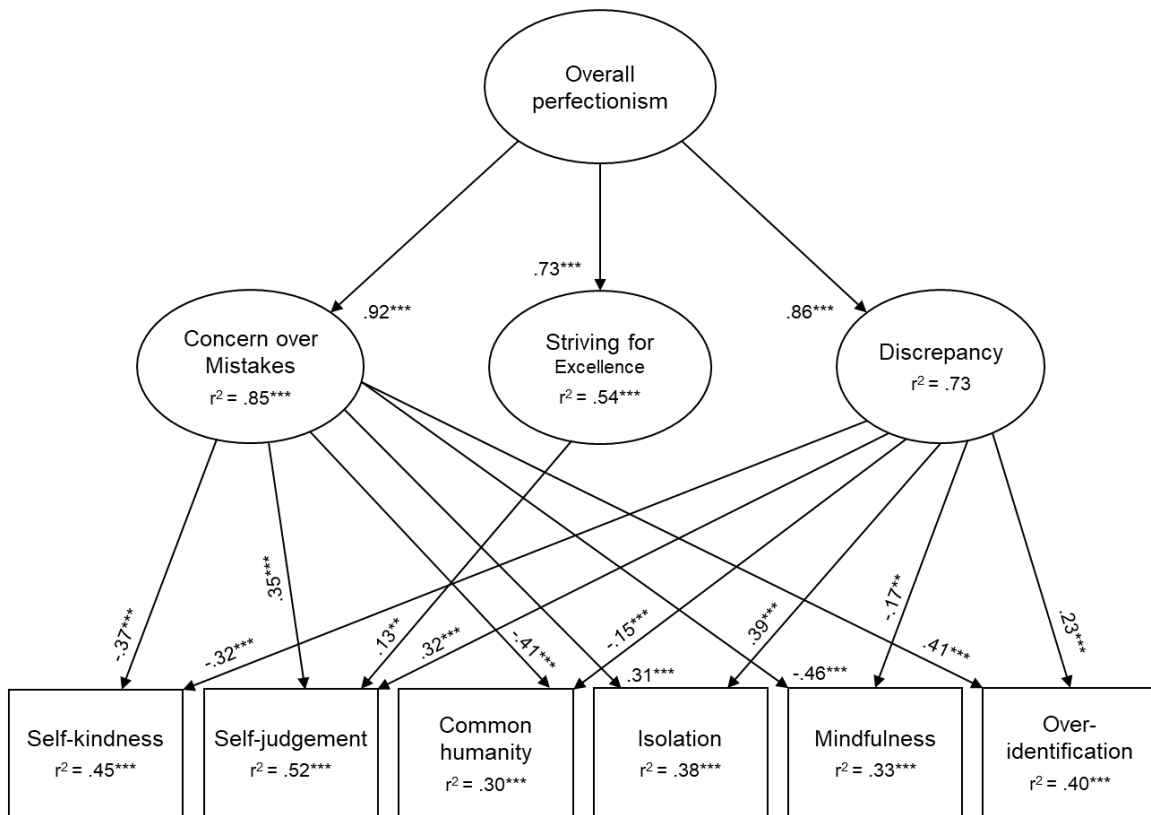 Overall
perfectionism
.92***
.73***
.86***
Concern over
Mistakes
r² = .85***
Striving for
Excellence
r² = .54***
Discrepancy
r² = .73
-.37***
-.32***
.35***
.13**
.32***
-.41***
-.15***
.31***
.39***
-.46***
-.17**
.41***
.23***
Self-kindness
r² = .45***
Self-judgement
r² = .52***
Common
humanity
r² = .30***
Isolation
r² = .38***
Mindfulness
r² = .33***
Over-
identification
r² = .40***